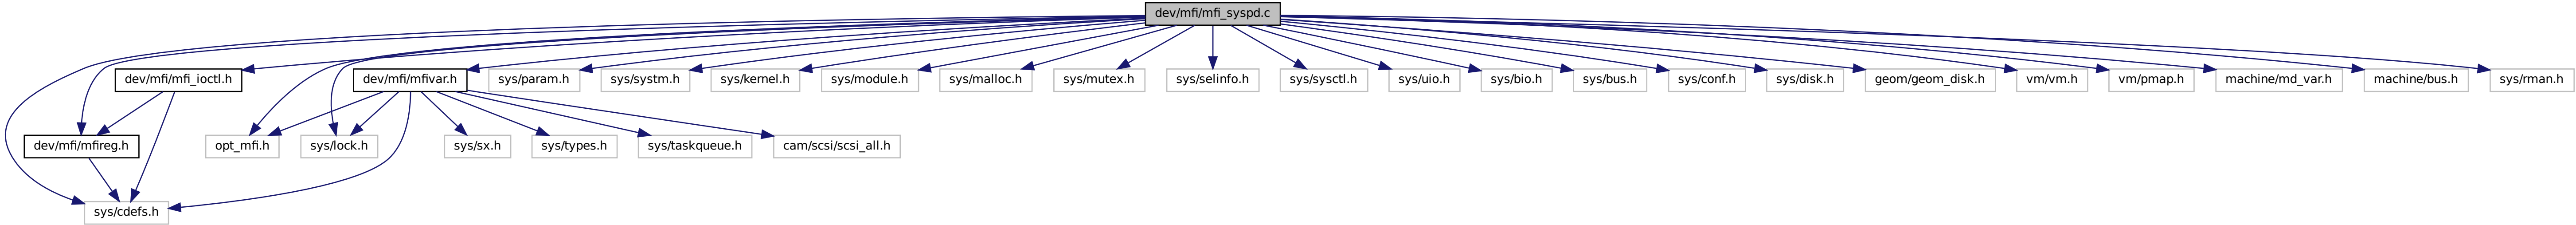 dev/mfi/mfi_syspd.c
dev/mfi/mfi_ioctl.h
dev/mfi/mfivar.h
sys/param.h
sys/systm.h
sys/kernel.h
sys/module.h
sys/malloc.h
sys/mutex.h
sys/selinfo.h
sys/sysctl.h
sys/uio.h
sys/bio.h
sys/bus.h
sys/conf.h
sys/disk.h
geom/geom_disk.h
vm/vm.h
vm/pmap.h
machine/md_var.h
machine/bus.h
sys/rman.h
dev/mfi/mfireg.h
opt_mfi.h
sys/lock.h
sys/sx.h
sys/types.h
sys/taskqueue.h
cam/scsi/scsi_all.h
sys/cdefs.h